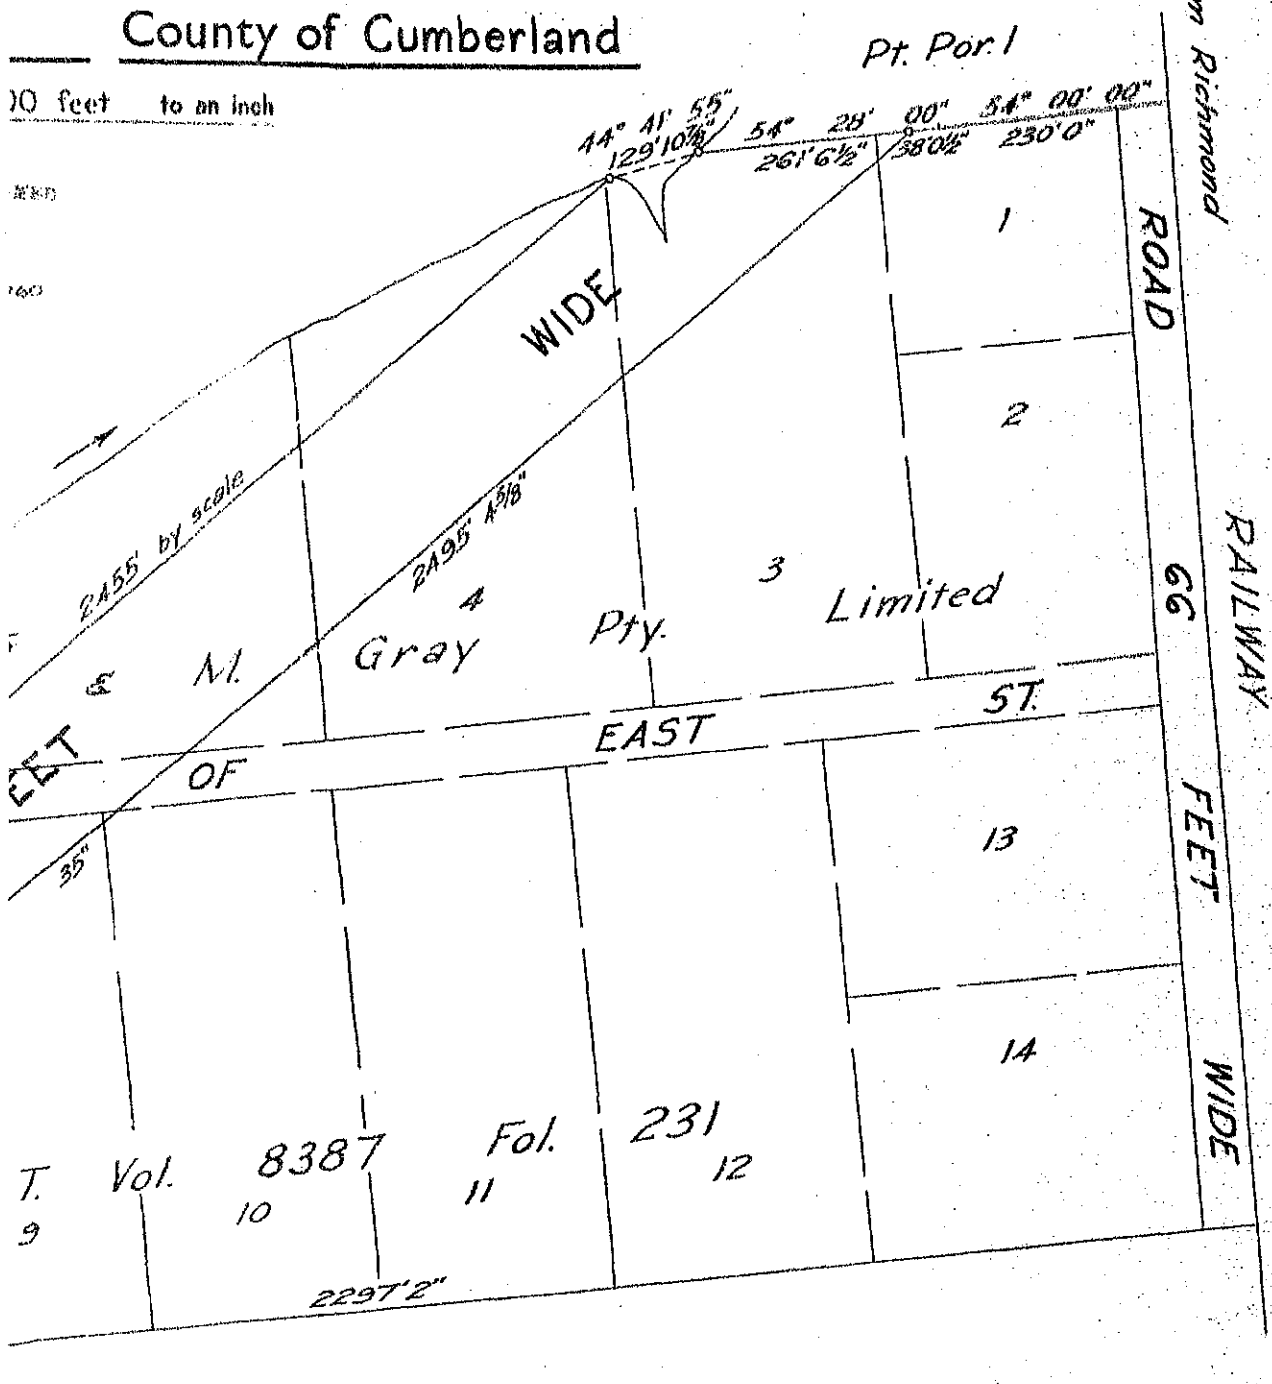 County of Cumberland
Pt. Por. 1
feet to an inch
Richmond
44° 41' 55"
129' 10⅞"
54° 28' 00"
261' 6½"
38' 0½"
54° 00' 00"
230' 0"
WIDE
1
2
3
4
2455' by scale
2495' 4⅜"
& M. Gray Pty. Limited
EAST ST.
OF
35"
13
14
T. Vol. 8387 Fol. 231
9
10
11
12
2297' 2"
ROAD 66 FEET WIDE
RAILWAY